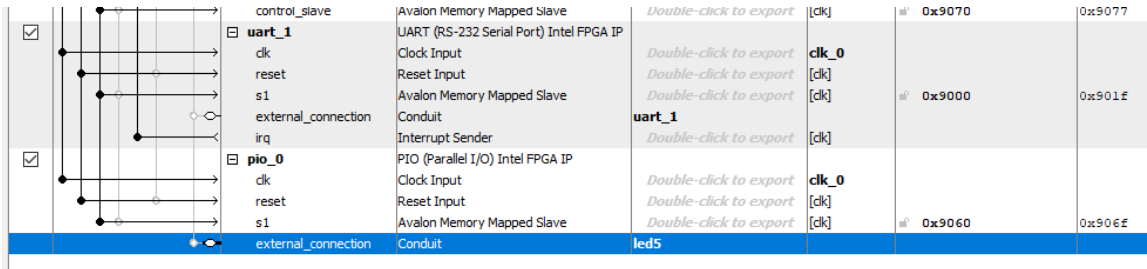 control_slave Avalon Memory Mapped Slave Double-click to export [clk] 0x9070 0x9077
uart_1 UART (RS-232 Serial Port) Intel FPGA IP
clk Clock Input Double-click to export clk_0
reset Reset Input Double-click to export [clk]
s1 Avalon Memory Mapped Slave Double-click to export [clk] 0x9000 0x901f
external_connection Conduit uart_1
irq Interrupt Sender Double-click to export [clk]
pio_0 PIO (Parallel I/O) Intel FPGA IP
clk Clock Input Double-click to export clk_0
reset Reset Input Double-click to export [clk]
s1 Avalon Memory Mapped Slave Double-click to export [clk] 0x9060 0x906f
external_connection Conduit led5